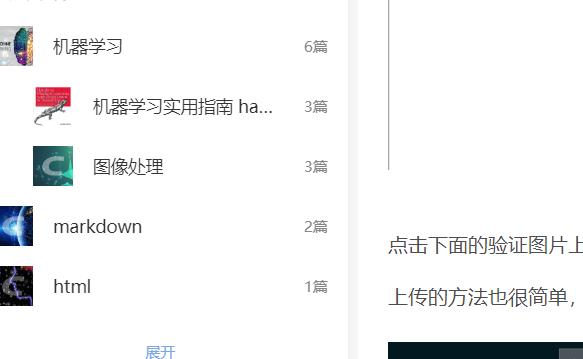 机器学习
6篇
机器学习实用指南 ha...
3篇
图像处理
3篇
markdown
2篇
html
1篇
展开
点击下面的验证图片上
上传的方法也很简单，